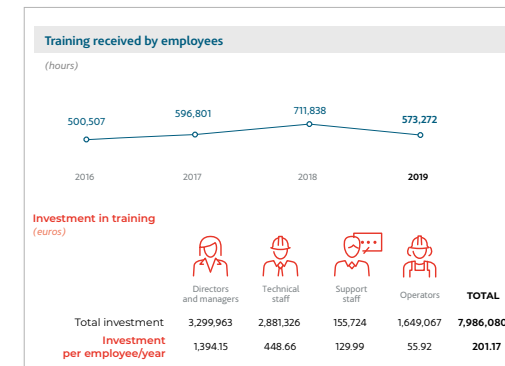 Training received by employees
(hours)
500,507 596,801 711,838 573,272
2016 2017 2018 2019
Investment in training
(euros)
Directors and managers
Technical staff
Support staff
Operators
TOTAL
Total investment 3,299,963 2,881,326 155,724 1,649,067 7,986,080
Investment
per employee/year 1,394.15 448.66 129.99 55.92 201.17